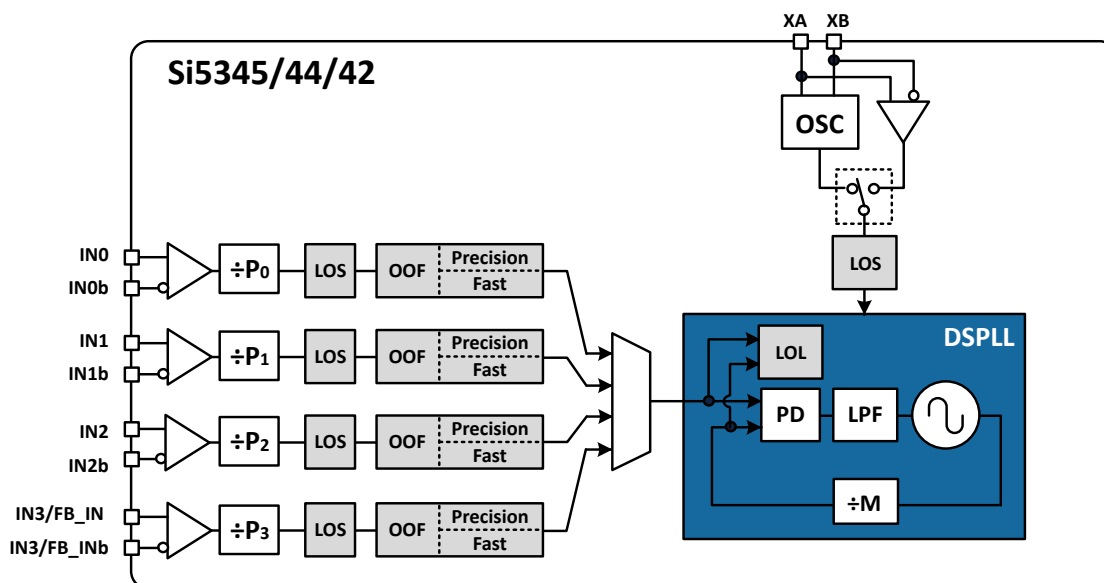 XA XB
Si5345/44/42
OSC
LOS
IN0
IN0b
÷P0
LOS
OOF
Precision
Fast
IN1
IN1b
÷P1
LOS
OOF
Precision
Fast
IN2
IN2b
÷P2
LOS
OOF
Precision
Fast
IN3/FB_IN
IN3/FB_INb
÷P3
LOS
OOF
Precision
Fast
DSPLL
LOL
PD
LPF
÷M